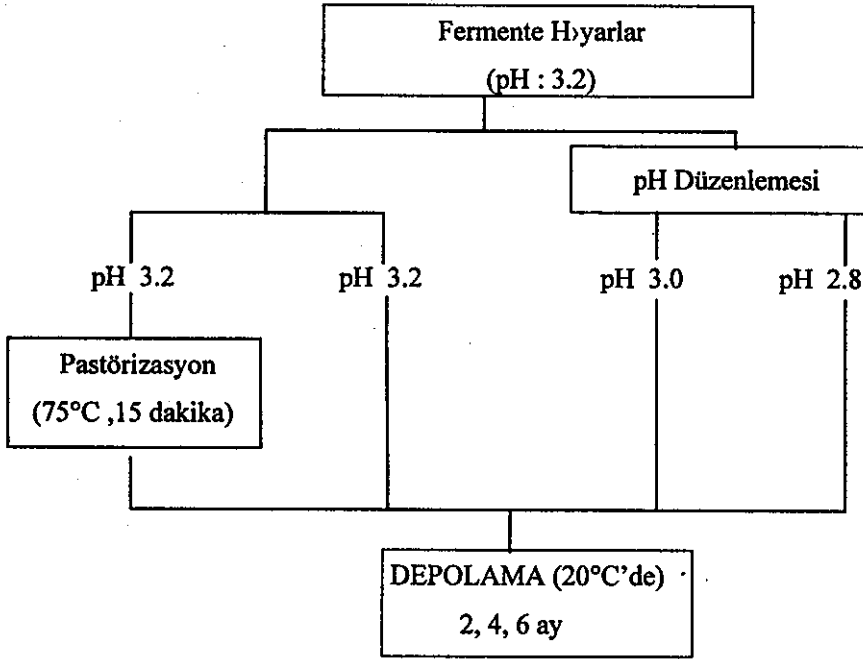 Fermente H›yarlar
(pH : 3.2)
pH Düzenlemesi
pH 3.2
pH 3.2
pH 3.0
pH 2.8
Pastörizasyon
(75°C ,15 dakika)
DEPOLAMA (20°C’de)
2, 4, 6 ay